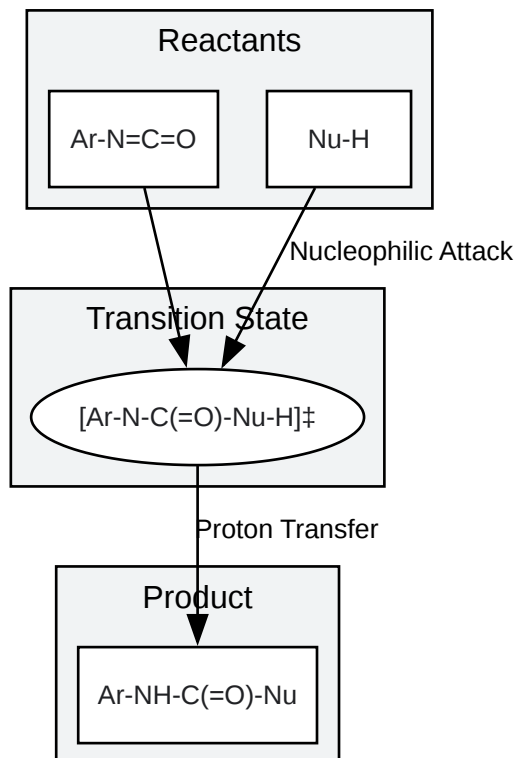 Reactants
Ar-N=C=O
Nu-H
Nucleophilic Attack
Transition State
[Ar-N-C(=O)-Nu-H]‡
Proton Transfer
Product
Ar-NH-C(=O)-Nu